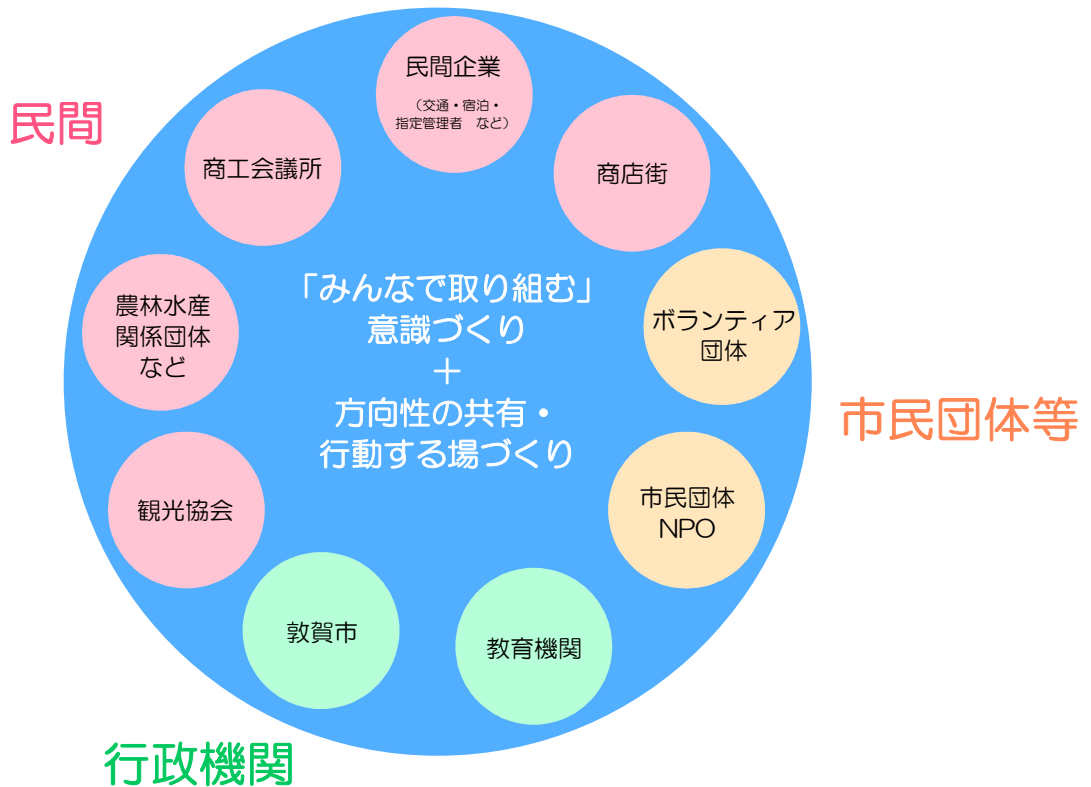 民間企業
（交通・宿泊・
指定管理者　など）
民間
商工会議所
商店街
農林水産
関係団体
など
「みんなで取り組む」
意識づくり
＋
方向性の共有・
行動する場づくり
ボランティア
団体
市民団体等
観光協会
市民団体
NPO
敦賀市
教育機関
行政機関